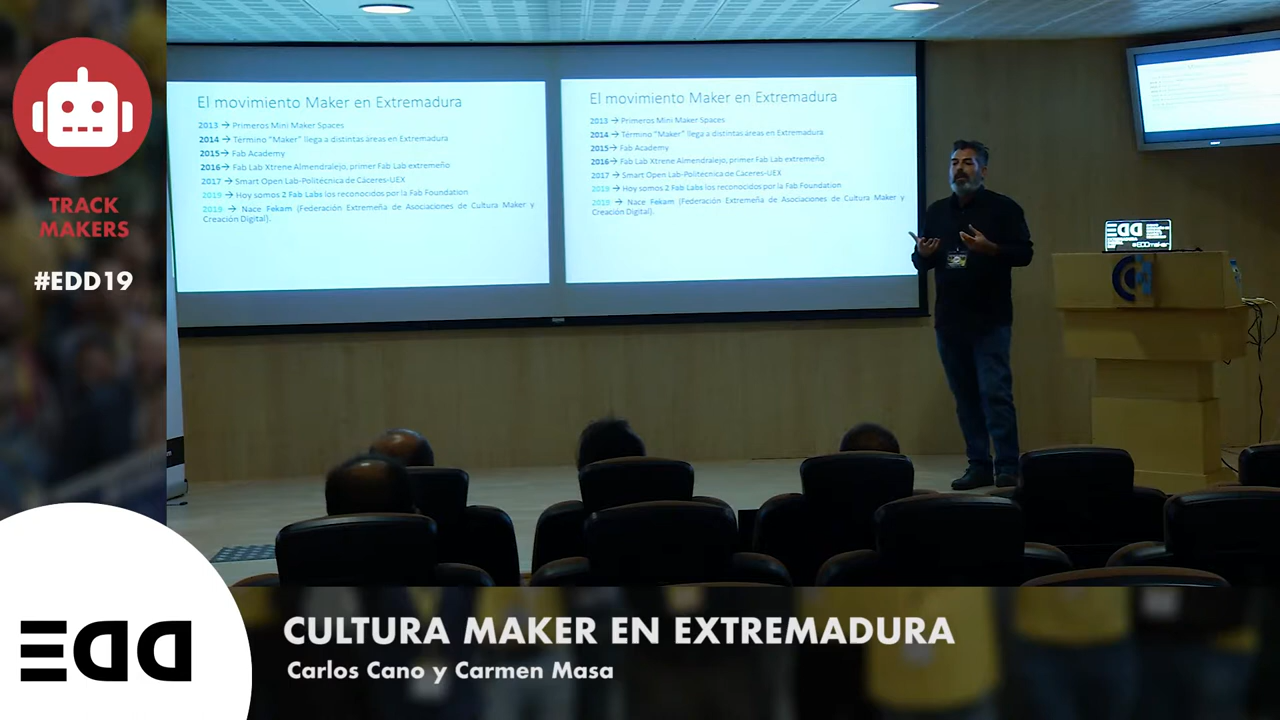 TRACK
MAKERS
#EDD19
El movimiento Maker en Extremadura
2013 → Primeros Mini Maker Spaces
2014 → Término "Maker" llega a distintas áreas en Extremadura
2015→ Fab Academy
2016→ Fab Lab Xtrene Almendralejo, primer Fab Lab extremeño
2017 → Smart Open Lab-Politécnica de Cáceres-UEX
2019 → Hoy somos 2 Fab Labs los reconocidos por la Fab Foundation
2019 → Nace Fekam (Federación Extremeña de Asociaciones de Cultura Maker y
Creación Digital).
El movimiento Maker en Extremadura
2013 → Primeros Mini Maker Spaces
2014 → Término "Maker" llega a distintas áreas en Extremadura
2015→ Fab Academy
2016→ Fab Lab Xtrene Almendralejo, primer Fab Lab extremeño
2017 → Smart Open Lab-Politécnica de Cáceres-UEX
2019 → Hoy somos 2 Fab Labs los reconocidos por la Fab Foundation
2019 → Nace Fekam (Federación Extremeña de Asociaciones de Cultura Maker y
Creación Digital).
EDD
#EDDmaker
EDD
CULTURA MAKER EN EXTREMADURA
Carlos Cano y Carmen Masa